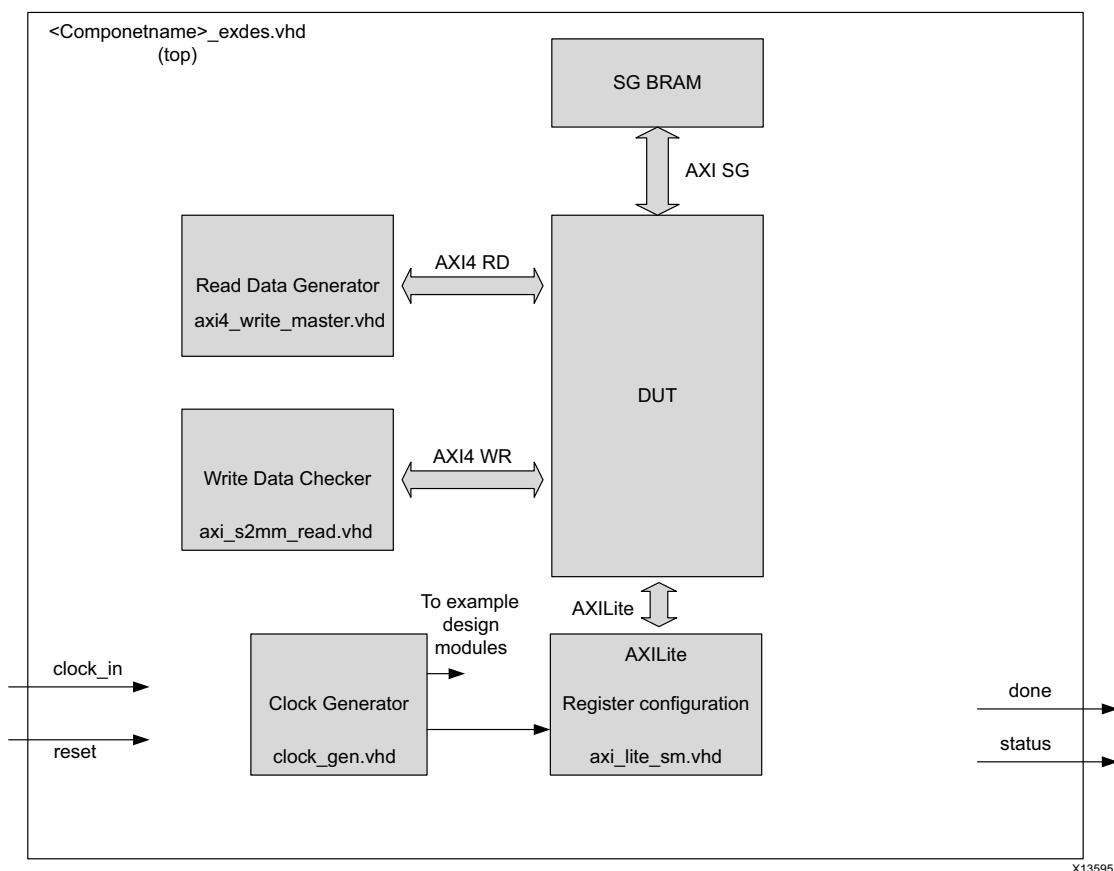 <Componetname>_exdes.vhd
(top)
SG BRAM
AXI SG
Read Data Generator
axi4_write_master.vhd
AXI4 RD
DUT
Write Data Checker
axi_s2mm_read.vhd
AXI4 WR
To example
design
modules
AXILite
clock_in
reset
Clock Generator
clock_gen.vhd
AXILite
Register configuration
axi_lite_sm.vhd
done
status
X13595